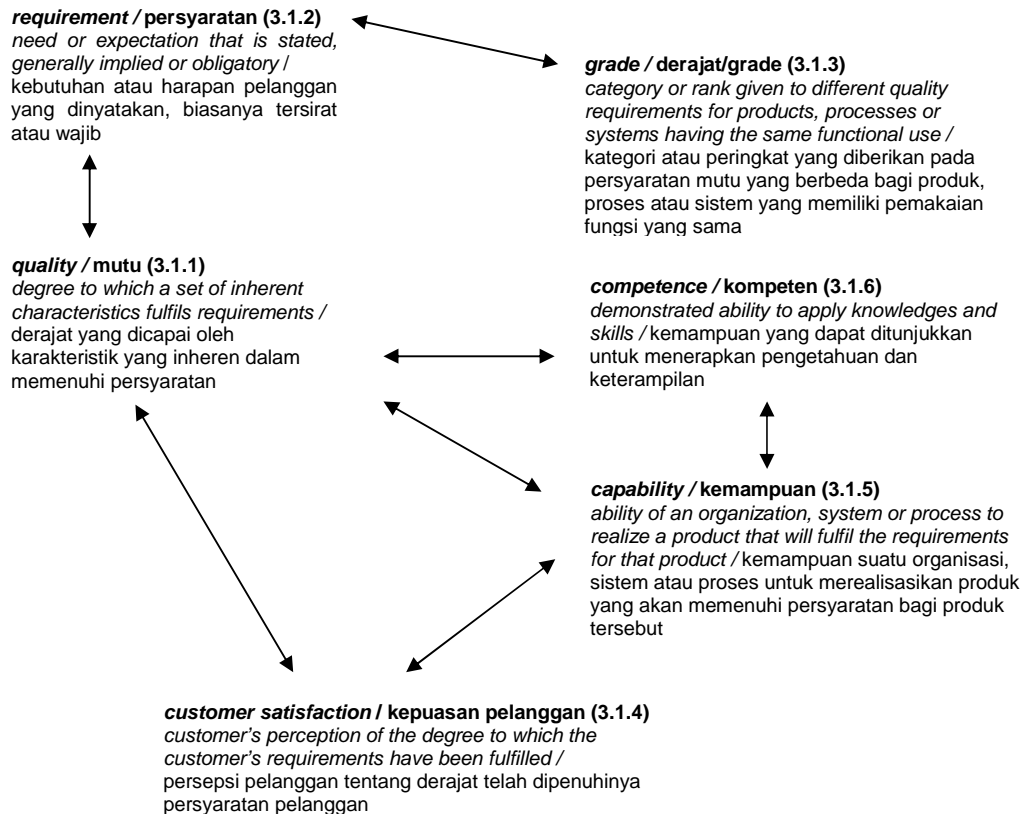 requirement / persyaratan (3.1.2)
need or expectation that is stated,
generally implied or obligatory /
kebutuhan atau harapan pelanggan
yang dinyatakan, biasanya tersirat
atau wajib
grade / derajat/grade (3.1.3)
category or rank given to different quality
requirements for products, processes or
systems having the same functional use /
kategori atau peringkat yang diberikan pada
persyaratan mutu yang berbeda bagi produk,
proses atau sistem yang memiliki pemakaian
fungsi yang sama
quality / mutu (3.1.1)
degree to which a set of inherent
characteristics fulfils requirements /
derajat yang dicapai oleh
karakteristik yang inheren dalam
memenuhi persyaratan
competence / kompeten (3.1.6)
demonstrated ability to apply knowledges and
skills / kemampuan yang dapat ditunjukkan
untuk menerapkan pengetahuan dan
keterampilan
capability / kemampuan (3.1.5)
ability of an organization, system or process to
realize a product that will fulfil the requirements
for that product / kemampuan suatu organisasi,
sistem atau proses untuk merealisasikan produk
yang akan memenuhi persyaratan bagi produk
tersebut
customer satisfaction / kepuasan pelanggan (3.1.4)
customer's perception of the degree to which the
customer's requirements have been fulfilled /
persepsi pelanggan tentang derajat telah dipenuhinya
persyaratan pelanggan